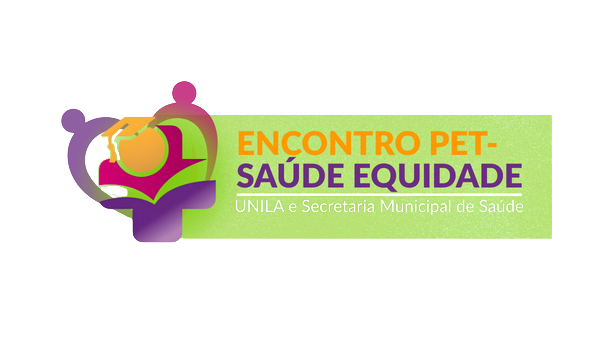 ENCONTRO PET-
SAÚDE EQUIDADE
UNILA e Secretaria Municipal de Saúde